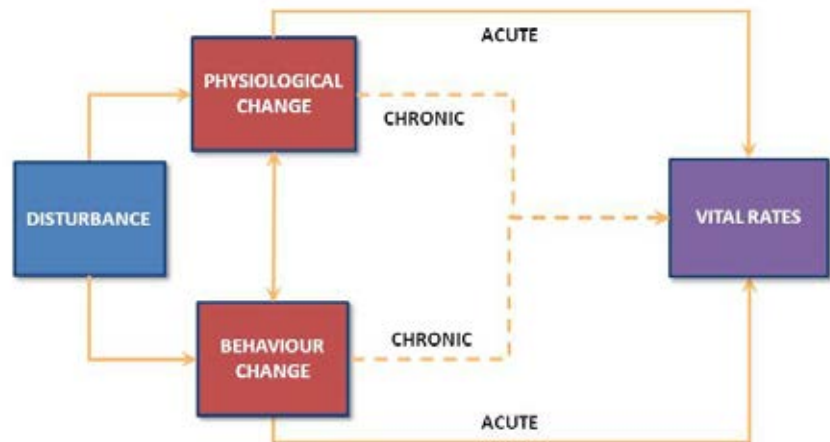 ACUTE
PHYSIOLOGICAL
CHANGE
CHRONIC
DISTURBANCE
VITAL RATES
BEHAVIOUR
CHANGE
CHRONIC
ACUTE